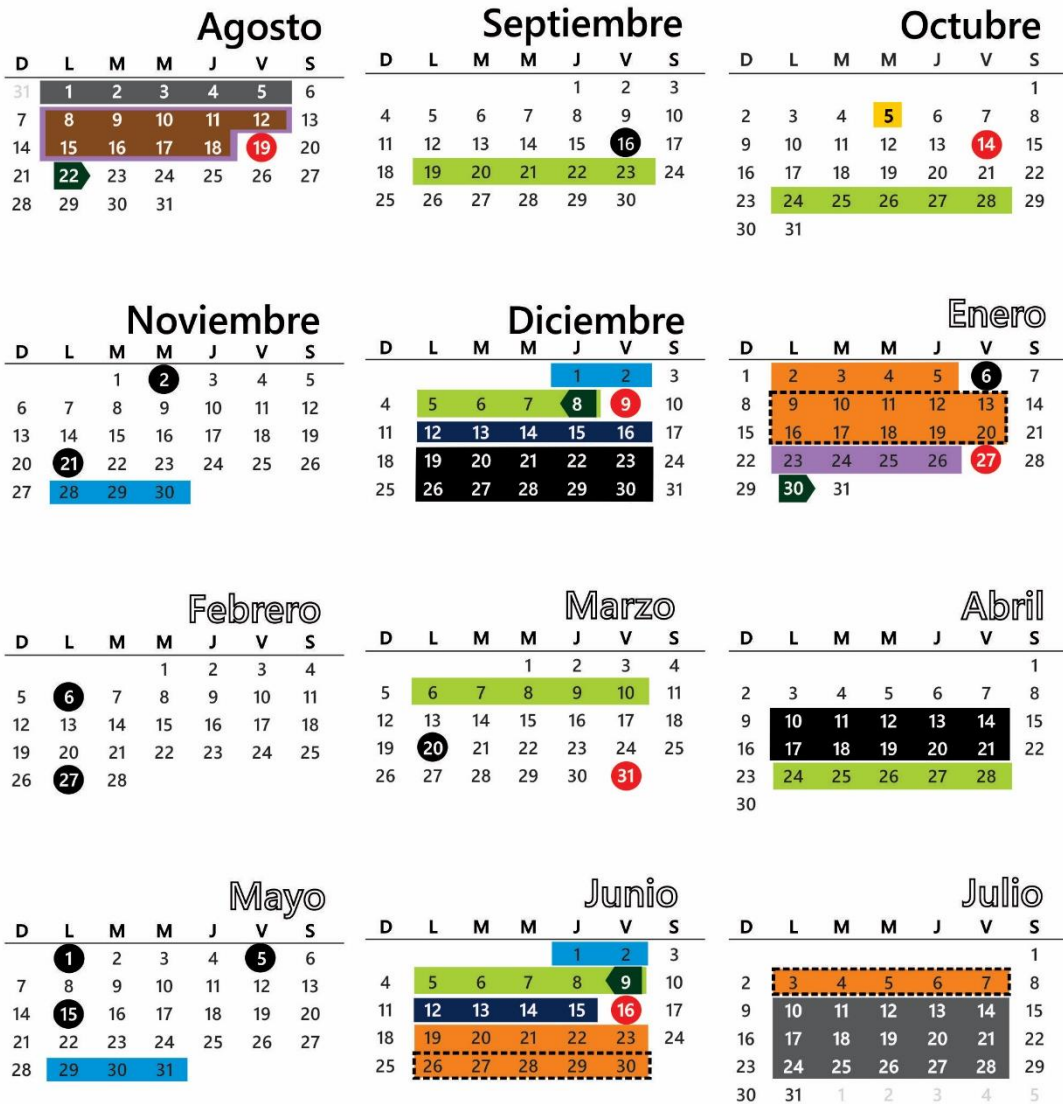 Agosto
D L M M J V S
31 1 2 3 4 5 6
7 8 9 10 11 12 13
14 15 16 17 18 19 20
21 22 23 24 25 26 27
28 29 30 31
Septiembre
D L M M J V S
1 2 3
4 5 6 7 8 9 10
11 12 13 14 15 16 17
18 19 20 21 22 23 24
25 26 27 28 29 30
Octubre
D L M M J V S
1
2 3 4 5 6 7 8
9 10 11 12 13 14 15
16 17 18 19 20 21 22
23 24 25 26 27 28 29
30 31
Noviembre
D L M M J V S
1 2 3 4 5
6 7 8 9 10 11 12
13 14 15 16 17 18 19
20 21 22 23 24 25 26
27 28 29 30
Diciembre
D L M M J V S
1 2 3
4 5 6 7 8 9 10
11 12 13 14 15 16 17
18 19 20 21 22 23 24
25 26 27 28 29 30 31
Enero
D L M M J V S
1 2 3 4 5 6 7
8 9 10 11 12 13 14
15 16 17 18 19 20 21
22 23 24 25 26 27 28
29 30 31
Febrero
D L M M J V S
1 2 3 4
5 6 7 8 9 10 11
12 13 14 15 16 17 18
19 20 21 22 23 24 25
26 27 28
Marzo
D L M M J V S
1 2 3 4
5 6 7 8 9 10 11
12 13 14 15 16 17 18
19 20 21 22 23 24 25
26 27 28 29 30 31
Abril
D L M M J V S
1
2 3 4 5 6 7 8
9 10 11 12 13 14 15
16 17 18 19 20 21 22
23 24 25 26 27 28 29
30
Mayo
D L M M J V S
1 2 3 4 5 6
7 8 9 10 11 12 13
14 15 16 17 18 19 20
21 22 23 24 25 26 27
28 29 30 31
Junio
D L M M J V S
1 2 3
4 5 6 7 8 9 10
11 12 13 14 15 16 17
18 19 20 21 22 23 24
25 26 27 28 29 30
Julio
D L M M J V S
1
2 3 4 5 6 7 8
9 10 11 12 13 14 15
16 17 18 19 20 21 22
23 24 25 26 27 28 29
30 31 1 2 3 4 5